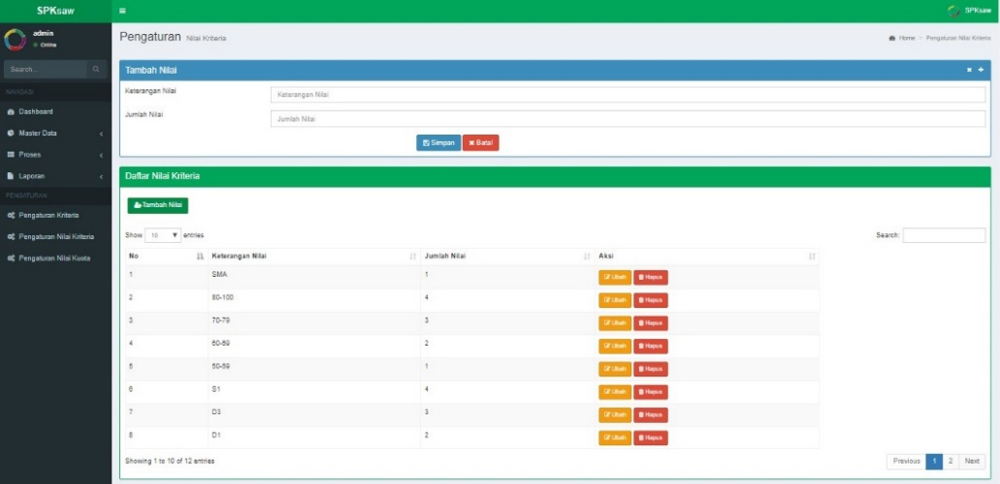 SPKsaw
SPKsaw
admin
Online
Pengaturan Nilai Kriteria
Home > Pengaturan Nilai Kriteria
Search...
Tambah Nilai
NAVIGASI
Keterangan Nilai
Keterangan Nilai
Dashboard
Jumlah Nilai
Jumlah Nilai
Master Data
Simpan
Batal
Proses
Laporan
Daftar Nilai Kriteria
PENGATURAN
Tambah Nilai
Pengaturan Kriteria
Pengaturan Nilai Kriteria
Show 10 entries
Search:
Pengaturan Nilai Kuota
No Keterangan Nilai Jumlah Nilai Aksi
1 SMA 1 Ubah Hapus
2 80-100 4 Ubah Hapus
3 70-79 3 Ubah Hapus
4 60-69 2 Ubah Hapus
5 50-59 1 Ubah Hapus
6 S1 4 Ubah Hapus
7 D3 3 Ubah Hapus
8 D1 2 Ubah Hapus
Showing 1 to 10 of 12 entries
Previous 1 2 Next